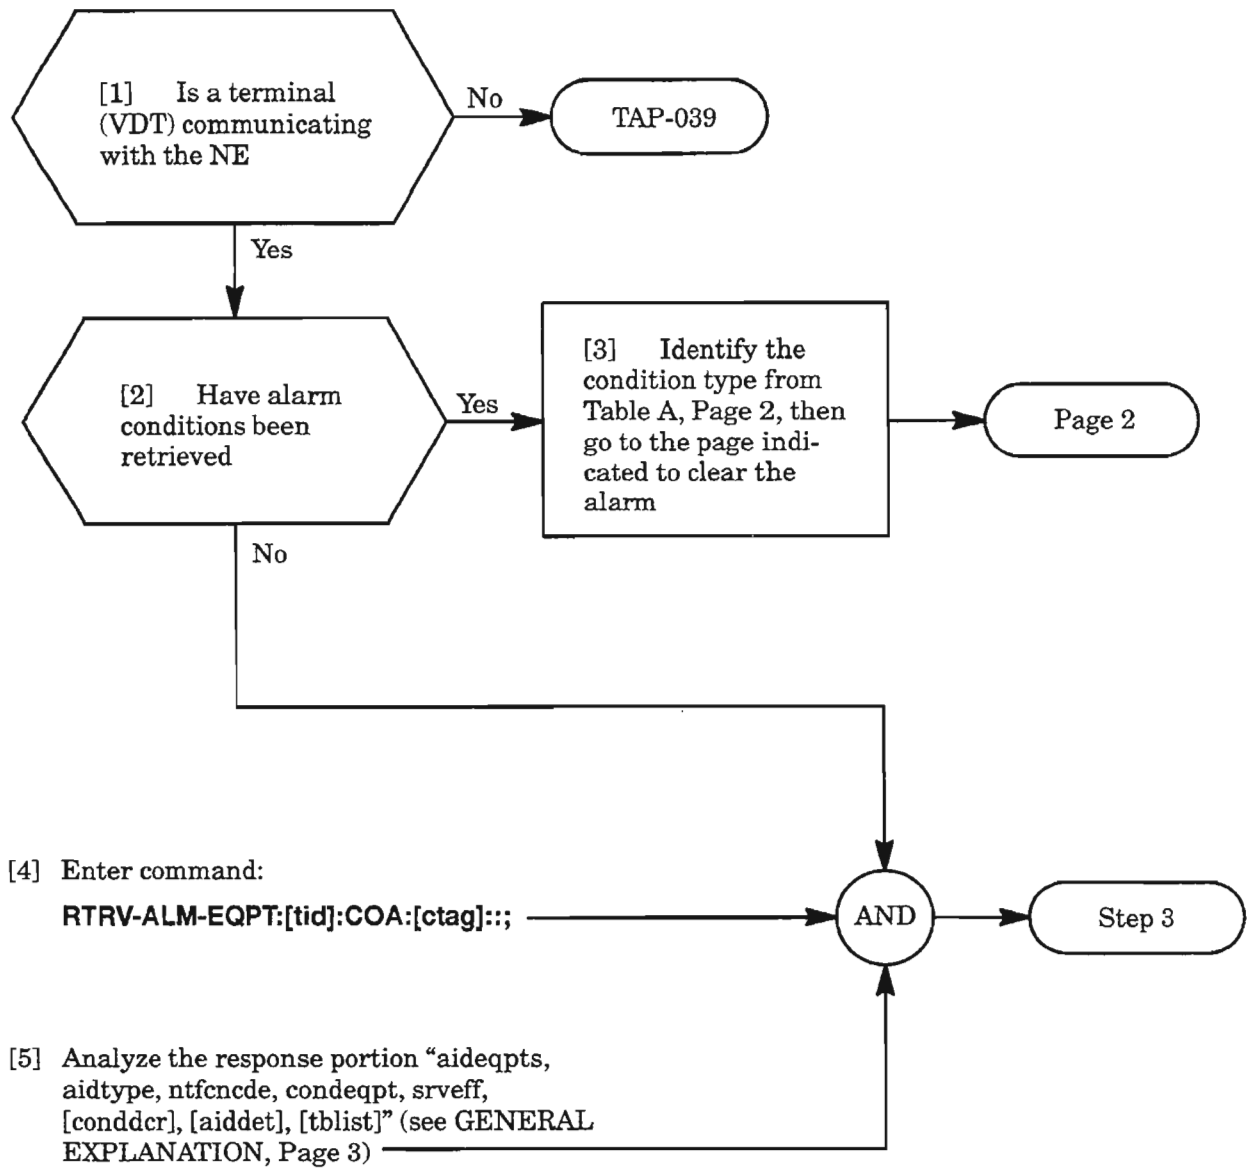 [1] Is a terminal
(VDT) communicating
with the NE
No
TAP-039
Yes
[2] Have alarm
conditions been
retrieved
Yes
[3] Identify the
condition type from
Table A, Page 2, then
go to the page indi-
cated to clear the
alarm
Page 2
No
[4] Enter command:
RTRV-ALM-EQPT:[tid]:COA:[ctag]::;
AND
Step 3
[5] Analyze the response portion “aideqpts,
aidtype, ntfcncde, condeqpt, srveff,
[conddcr], [aiddet], [tblist]” (see GENERAL
EXPLANATION, Page 3)